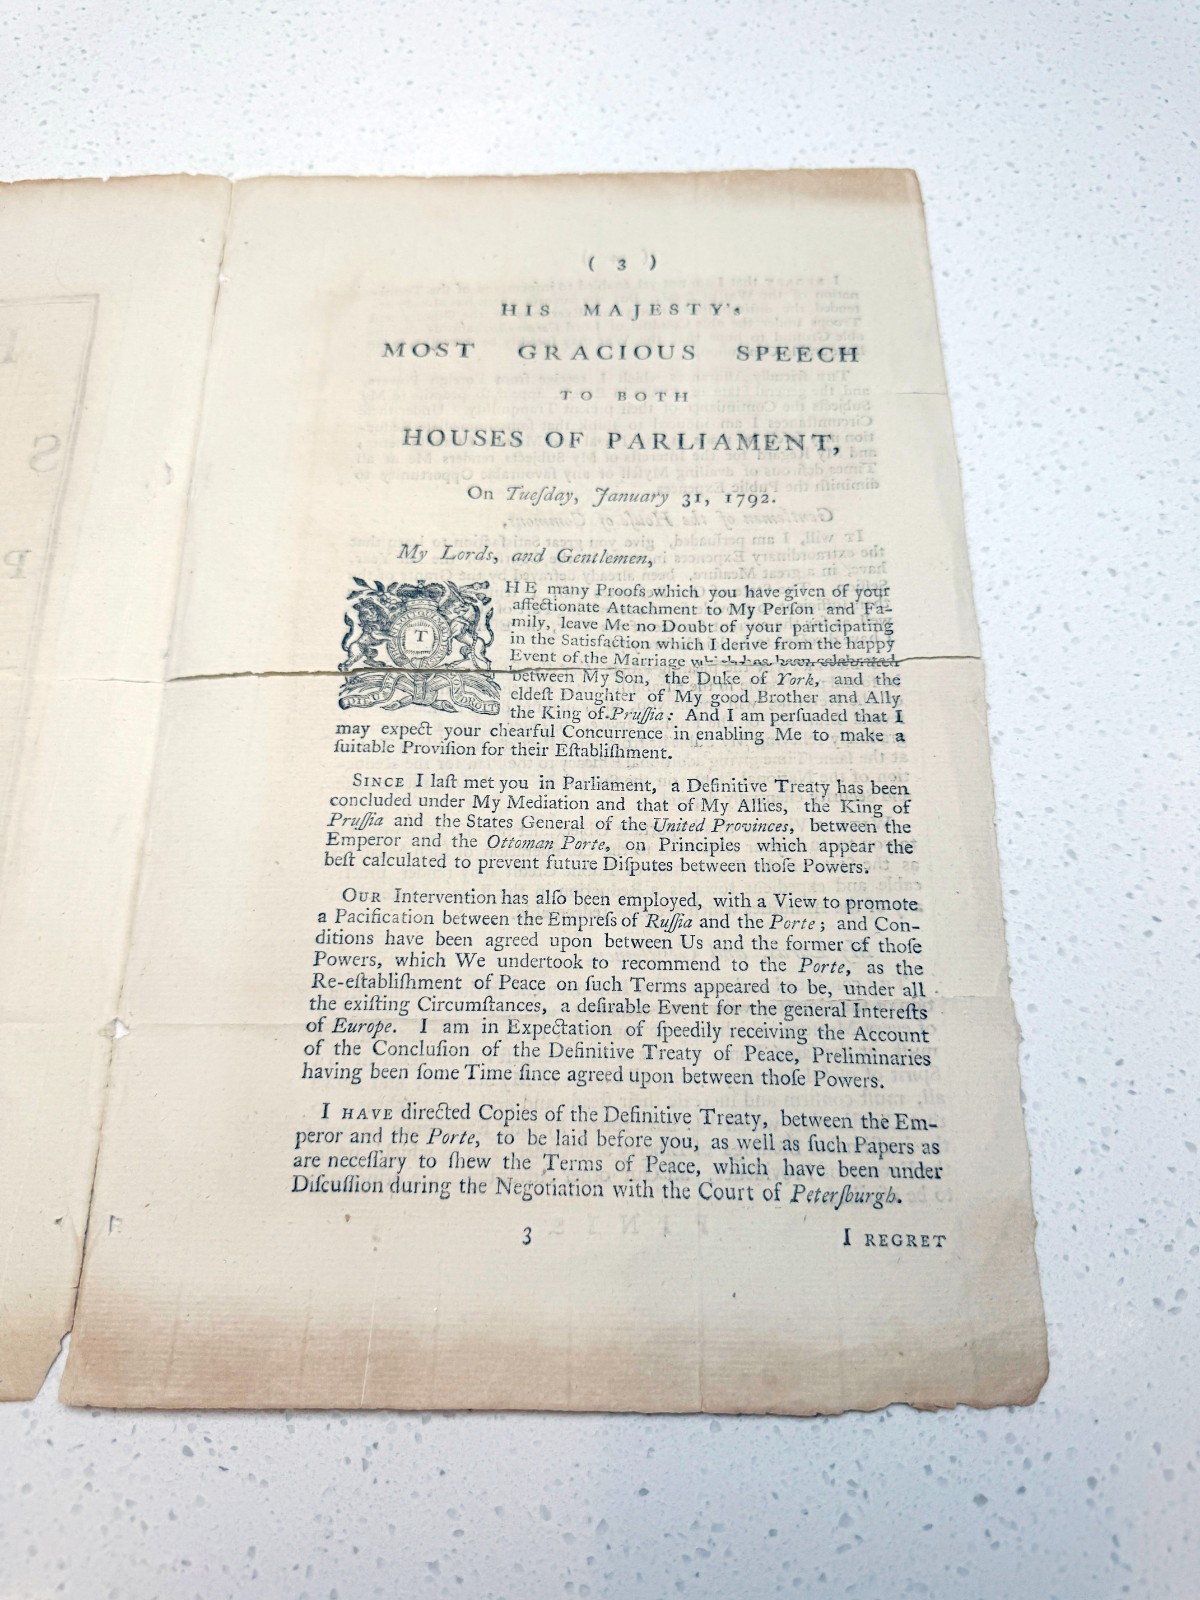 ( 3 )
HIS MAJESTY's
MOST GRACIOUS SPEECH
TO BOTH
HOUSES OF PARLIAMENT,
On Tueſday, January 31, 1792.
My Lords, and Gentlemen,
THE many Proofs which you have given of your
affectionate Attachment to My Perſon and Fa-
mily, leave Me no Doubt of your participating
in the Satisfaction which I derive from the happy
Event of the Marriage which has been celebrated
between My Son, the Duke of York, and the
eldeſt Daughter of My good Brother and Ally
the King of Pruſſia: And I am perſuaded that I
DIEU DROIT
may expect your chearful Concurrence in enabling Me to make a
ſuitable Proviſion for their Eſtabliſhment.
SINCE I laſt met you in Parliament, a Definitive Treaty has been
concluded under My Mediation and that of My Allies, the King of
Pruſſia and the States General of the United Provinces, between the
Emperor and the Ottoman Porte, on Principles which appear the
beſt calculated to prevent future Diſputes between thoſe Powers.
OUR Intervention has alſo been employed, with a View to promote
a Pacification between the Empreſs of Ruſſia and the Porte; and Con-
ditions have been agreed upon between Us and the former of thoſe
Powers, which We undertook to recommend to the Porte, as the
Re-eſtabliſhment of Peace on ſuch Terms appeared to be, under all
the exiſting Circumſtances, a deſirable Event for the general Intereſts
of Europe. I am in Expectation of ſpeedily receiving the Account
of the Concluſion of the Definitive Treaty of Peace, Preliminaries
having been ſome Time ſince agreed upon between thoſe Powers.
I HAVE directed Copies of the Definitive Treaty, between the Em-
peror and the Porte, to be laid before you, as well as ſuch Papers as
are neceſſary to ſhew the Terms of Peace, which have been under
Diſcuſſion during the Negotiation with the Court of Peterſburgh.
3
I REGRET